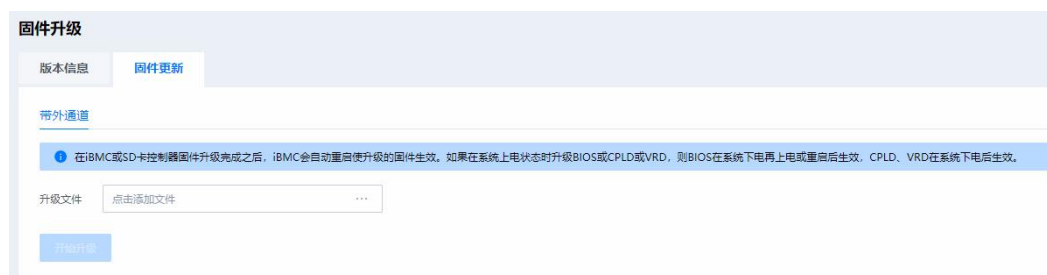 固件升级
版本信息 固件更新
带外通道
在iBMC或SD卡控制器固件升级完成之后，iBMC会自动重启使升级的固件生效。如果在系统上电状态时升级BIOS或CPLD或VRD，则BIOS在系统下电再上电或重启后生效，CPLD、VRD在系统下电后生效。
升级文件 点击添加文件 ···
开始升级